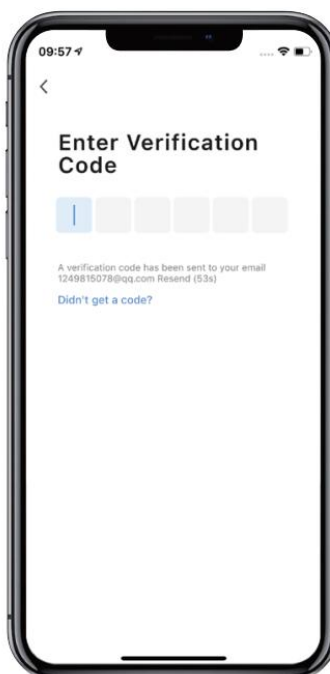 09:57
Enter Verification
Code
A verification code has been sent to your email
1249815078@qq.com Resend (53s)
Didn't get a code?